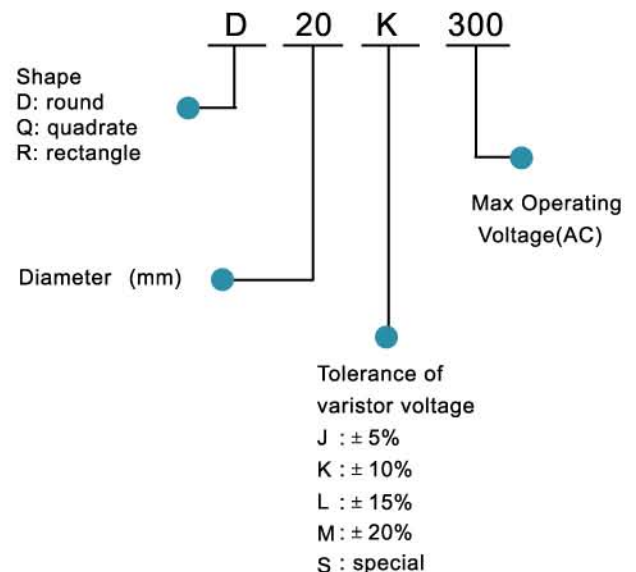 D 20 K 300
Shape
D: round
Q: quadrate
R: rectangle
Max Operating
Voltage(AC)
Diameter (mm)
Tolerance of
varistor voltage
J : ± 5%
K : ± 10%
L : ± 15%
M : ± 20%
S : special